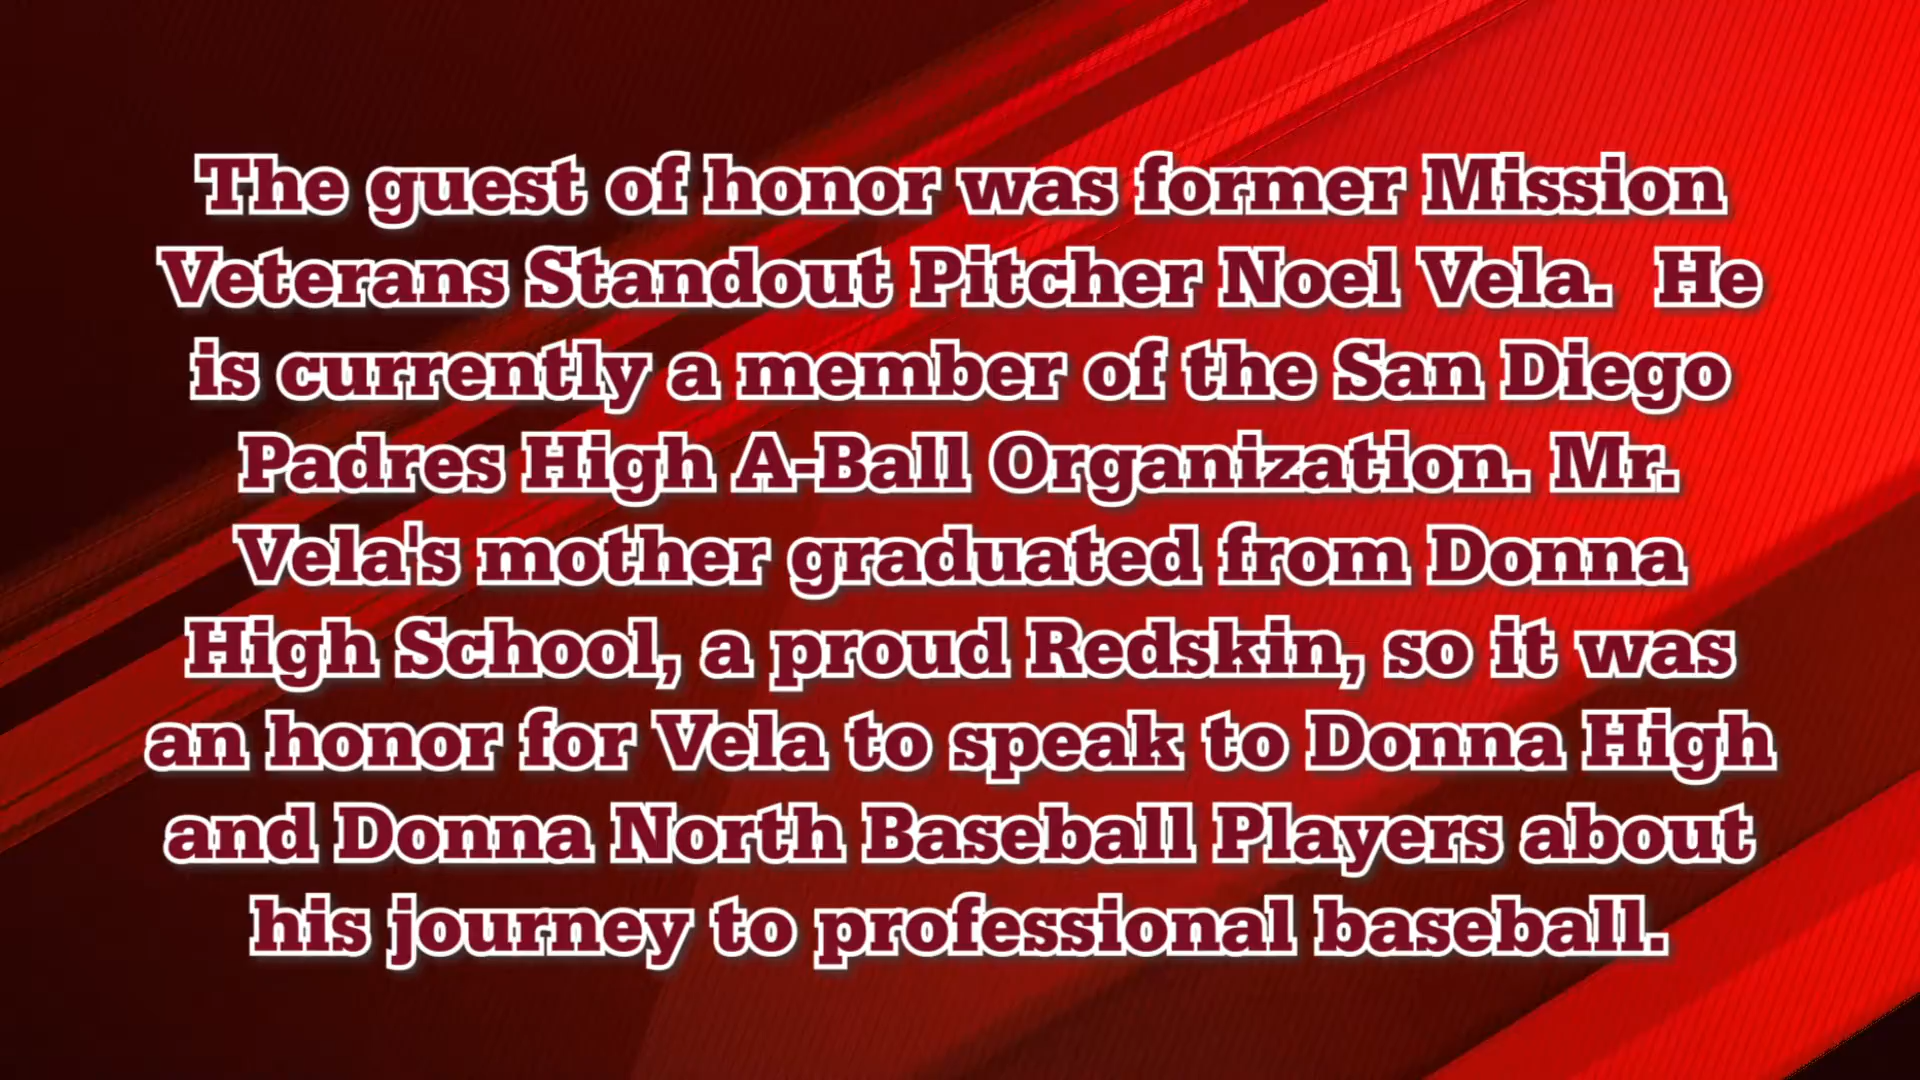 The guest of honor was former Mission
Veterans Standout Pitcher Noel Vela.  He
is currently a member of the San Diego
Padres High A-Ball Organization. Mr.
Vela's mother graduated from Donna
High School, a proud Redskin, so it was
an honor for Vela to speak to Donna High
and Donna North Baseball Players about
his journey to professional baseball.